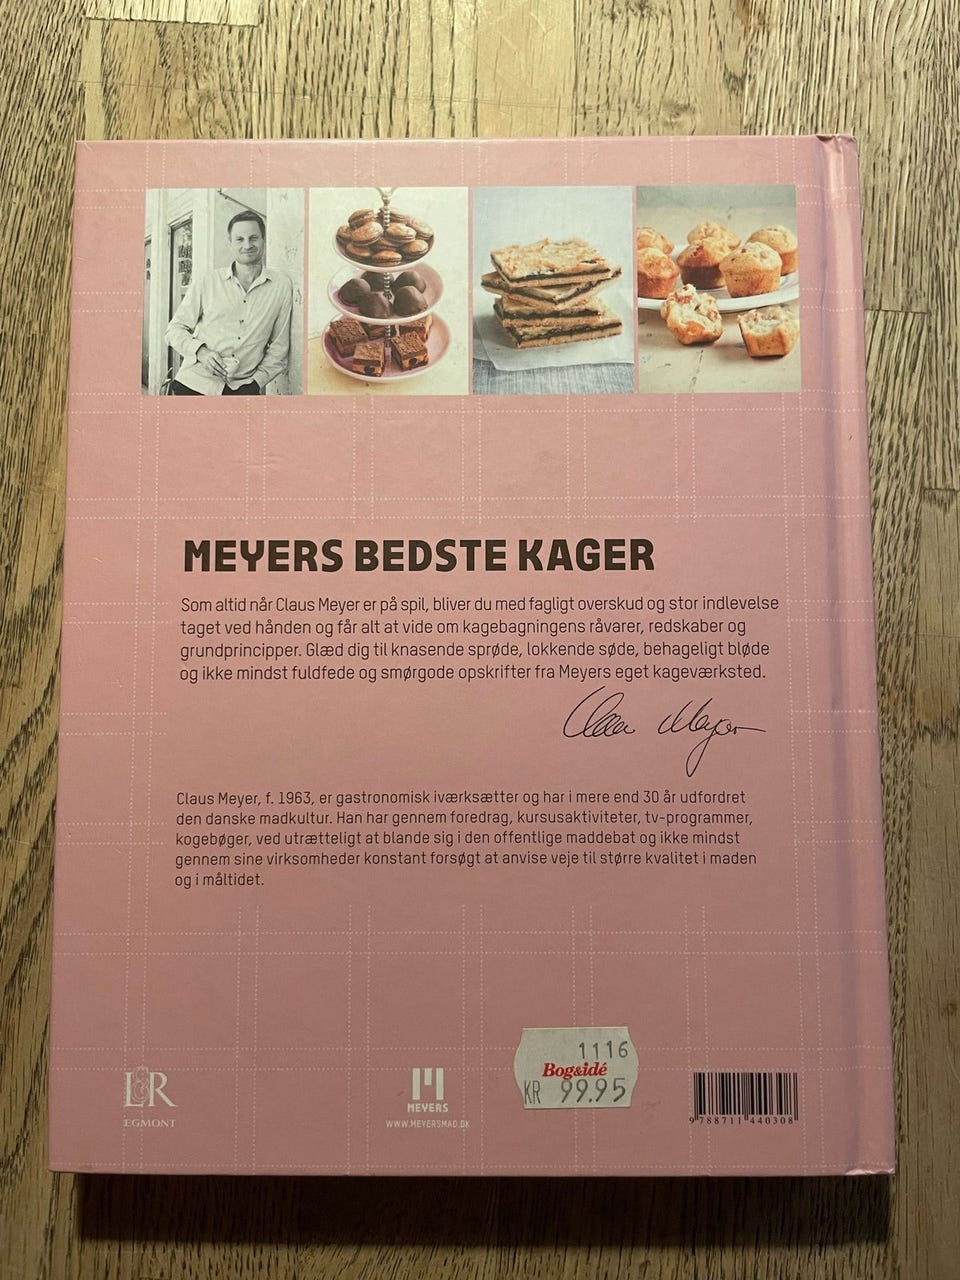 MEYERS BEDSTE KAGER
Som altid når Claus Meyer er på spil, bliver du med fagligt overskud og stor indlevelse
taget ved hånden og får alt at vide om kagebagningens råvarer, redskaber og
grundprincipper. Glæd dig til knasende sprøde, lokkende søde, behageligt bløde
og ikke mindst fuldfede og smørgode opskrifter fra Meyers eget kageværksted.
Claus Meyer
Claus Meyer, f. 1963, er gastronomisk iværksætter og har i mere end 30 år udfordret
den danske madkultur. Han har gennem foredrag, kursusaktiviteter, tv-programmer,
kogebøger, ved utrætteligt at blande sig i den offentlige maddebat og ikke mindst
gennem sine virksomheder konstant forsøgt at anvise veje til større kvalitet i maden
og i måltidet.
L&R
EGMONT
M
MEYERS
WWW.MEYERSMAD.DK
1116
Bog&idé
KR 99.95
9 788711 440308